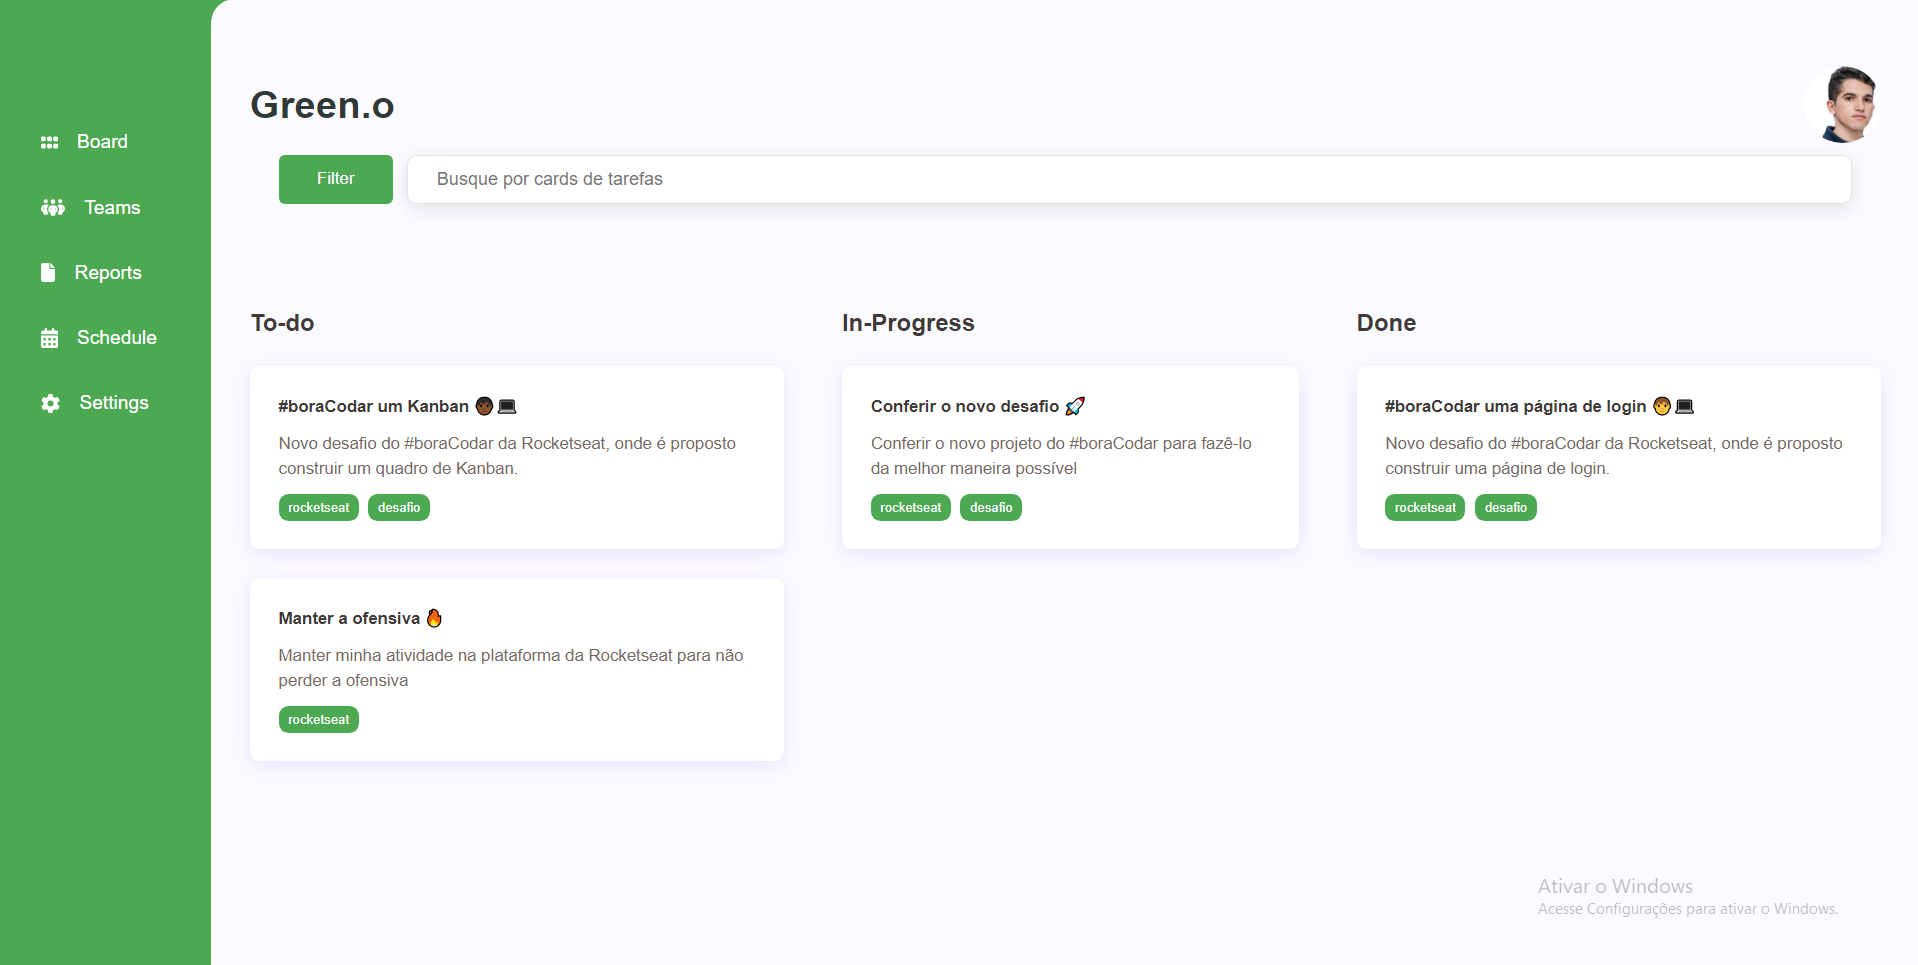 Board
Teams
Reports
Schedule
Settings
Green.o
Filter
Busque por cards de tarefas
To-do
#boraCodar um Kanban 🧑🏿💻
Novo desafio do #boraCodar da Rocketseat, onde é proposto
construir um quadro de Kanban.
rocketseat desafio
Manter a ofensiva 🔥
Manter minha atividade na plataforma da Rocketseat para não
perder a ofensiva
rocketseat
In-Progress
Conferir o novo desafio 🚀
Conferir o novo projeto do #boraCodar para fazê-lo
da melhor maneira possível
rocketseat desafio
Done
#boraCodar uma página de login 🧑💻
Novo desafio do #boraCodar da Rocketseat, onde é proposto
construir uma página de login.
rocketseat desafio
Ativar o Windows
Acesse Configurações para ativar o Windows.